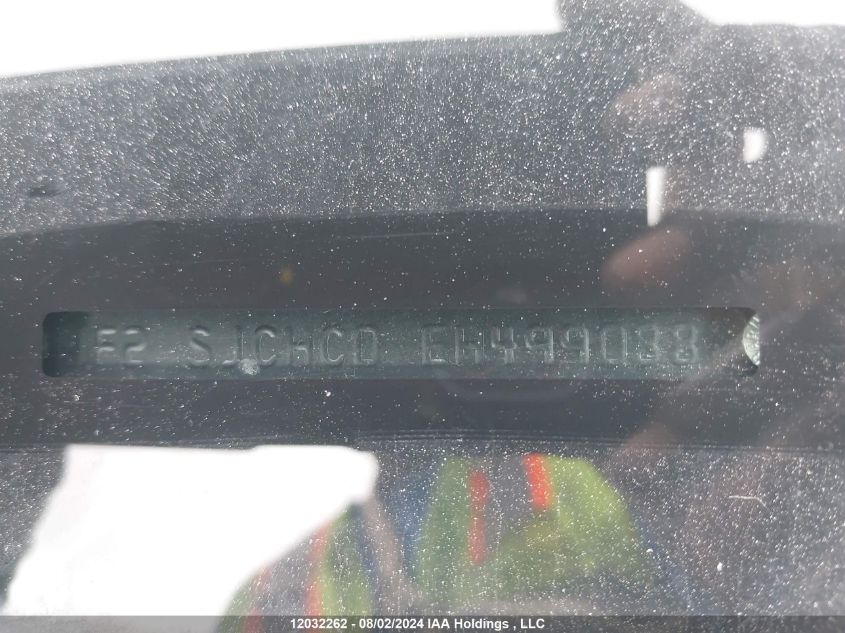 F2 SJCHCD EH499038
12032262 - 08/02/2024 IAA Holdings , LLC